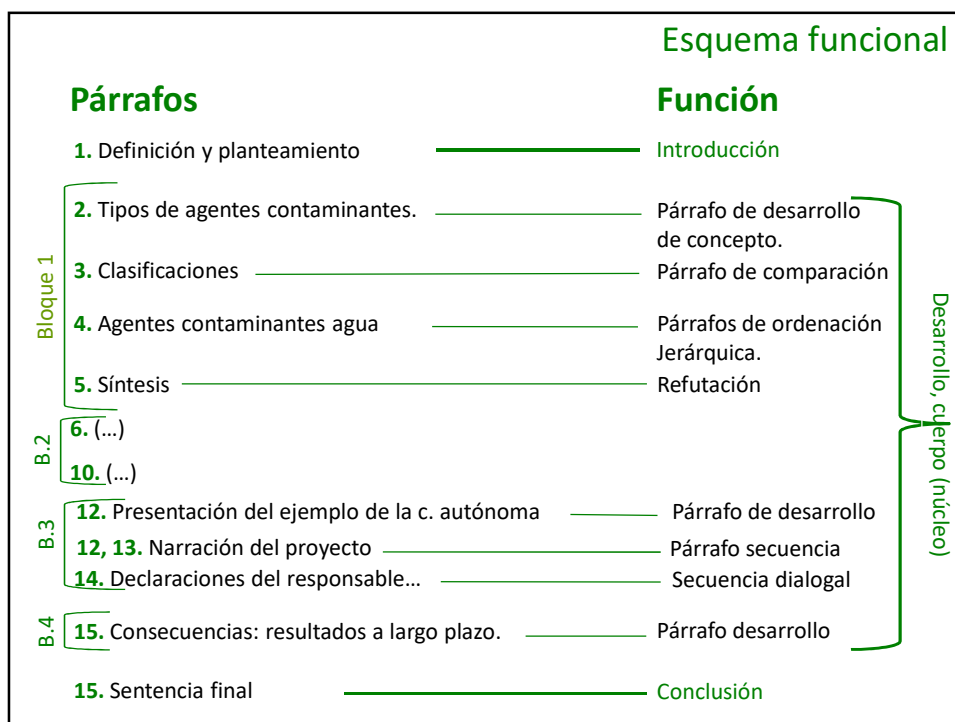 Esquema funcional
Párrafos
Función
1. Definición y planteamiento
Introducción
Bloque 1
2. Tipos de agentes contaminantes.
Párrafo de desarrollo
de concepto.
3. Clasificaciones
Párrafo de comparación
4. Agentes contaminantes agua
Párrafos de ordenación
Jerárquica.
5. Síntesis
Refutación
B.2
6. (...)
10. (...)
B.3
12. Presentación del ejemplo de la c. autónoma
Párrafo de desarrollo
12, 13. Narración del proyecto
Párrafo secuencia
14. Declaraciones del responsable...
Secuencia dialogal
B.4
15. Consecuencias: resultados a largo plazo.
Párrafo desarrollo
Desarrollo, cuerpo (núcleo)
15. Sentencia final
Conclusión